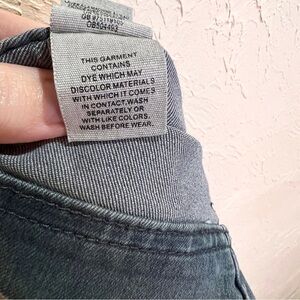 THIS GARMENT
CONTAINS
DYE WHICH MAY
DISCOLOR MATERIALS
WITH WHICH IT COMES
IN CONTACT.WASH
SEPARATELY OR
WITH LIKE COLORS.
WASH BEFORE WEAR.